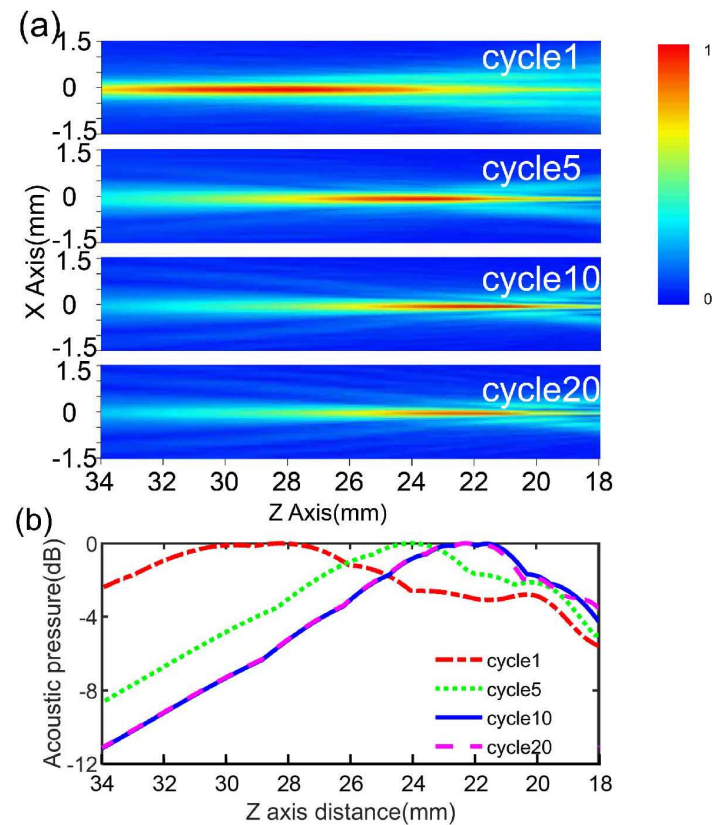 (a)
1.5
0
-1.5
cycle1
1
0
1.5
0
-1.5
cycle5
X Axis(mm)
1.5
0
-1.5
cycle10
1.5
0
-1.5
cycle20
34 32 30 28 26 24 22 20 18
Z Axis(mm)
(b)
0
-4
-8
-12
Acoustic pressure(dB)
cycle1
cycle5
cycle10
cycle20
34 32 30 28 26 24 22 20 18
Z axis distance(mm)